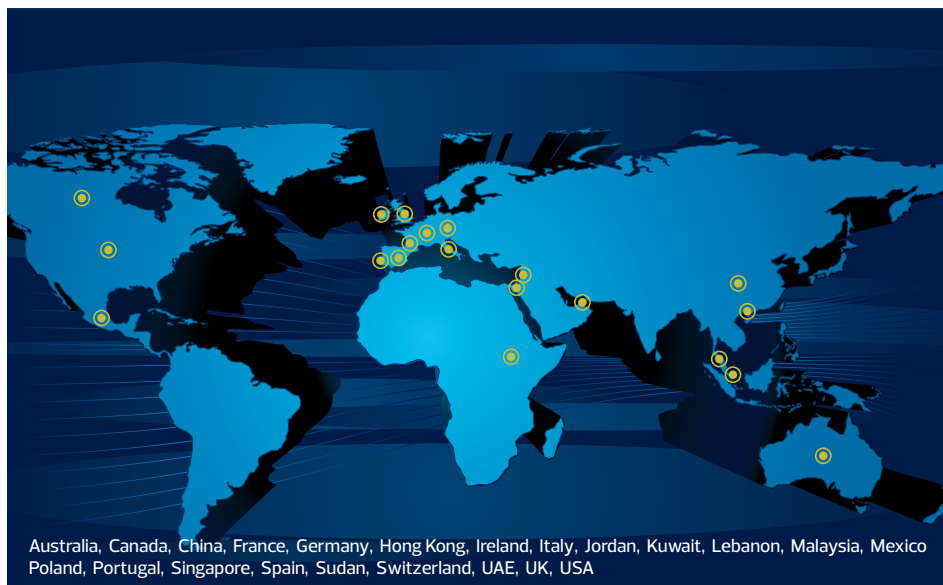 Australia, Canada, China, France, Germany, Hong Kong, Ireland, Italy, Jordan, Kuwait, Lebanon, Malaysia, Mexico
Poland, Portugal, Singapore, Spain, Sudan, Switzerland, UAE, UK, USA